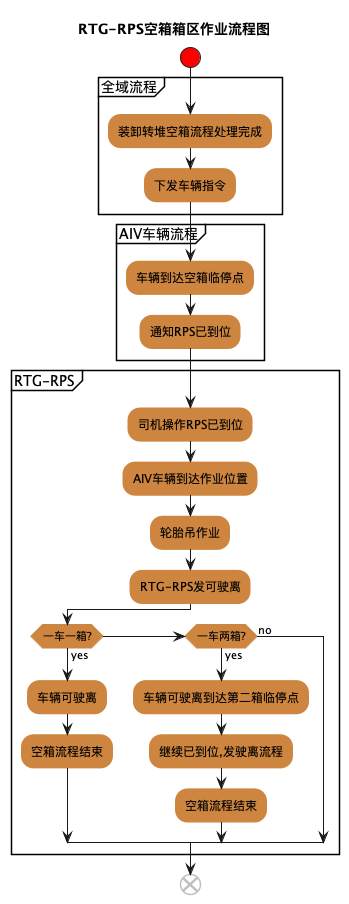 RTG-RPS空箱箱区作业流程图
全域流程
装卸转堆空箱流程处理完成
下发车辆指令
AIV车辆流程
车辆到达空箱临停点
通知RPS已到位
RTG-RPS
司机操作RPS已到位
AIV车辆到达作业位置
轮胎吊作业
RTG-RPS发可驶离
一车一箱?
yes
车辆可驶离
空箱流程结束
一车两箱?
no
yes
车辆可驶离到达第二箱临停点
继续已到位,发驶离流程
空箱流程结束